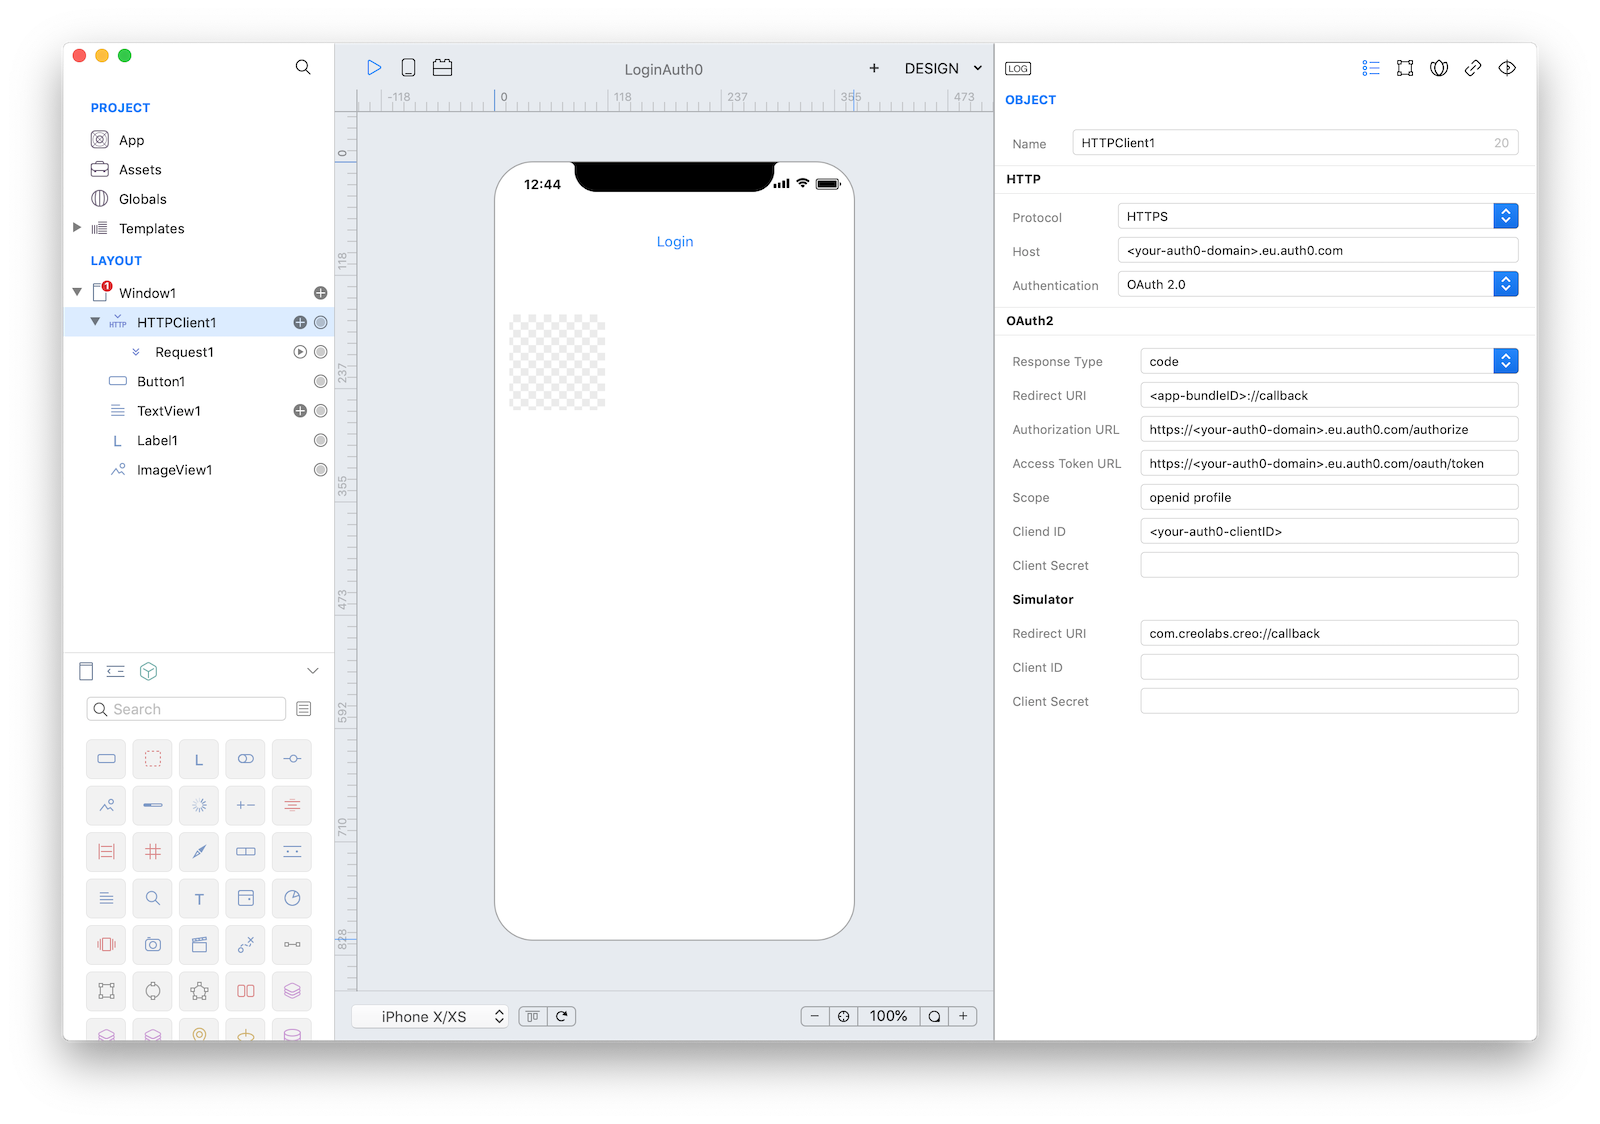 LoginAuth0
+
DESIGN
LOG
PROJECT
App
Assets
Globals
Templates
LAYOUT
1
Window1
HTTP
HTTPClient1
Request1
Button1
TextView1
L
Label1
ImageView1
Search
L
T
-118
0
118
237
355
473
0
118
237
355
473
592
710
828
12:44
Login
iPhone X/XS
100%
OBJECT
Name
HTTPClient1
20
HTTP
Protocol
HTTPS
Host
<your-auth0-domain>.eu.auth0.com
Authentication
OAuth 2.0
OAuth2
Response Type
code
Redirect URI
<app-bundleID>://callback
Authorization URL
https://<your-auth0-domain>.eu.auth0.com/authorize
Access Token URL
https://<your-auth0-domain>.eu.auth0.com/oauth/token
Scope
openid profile
Cliend ID
<your-auth0-clientID>
Client Secret
Simulator
Redirect URI
com.creolabs.creo://callback
Client ID
Client Secret